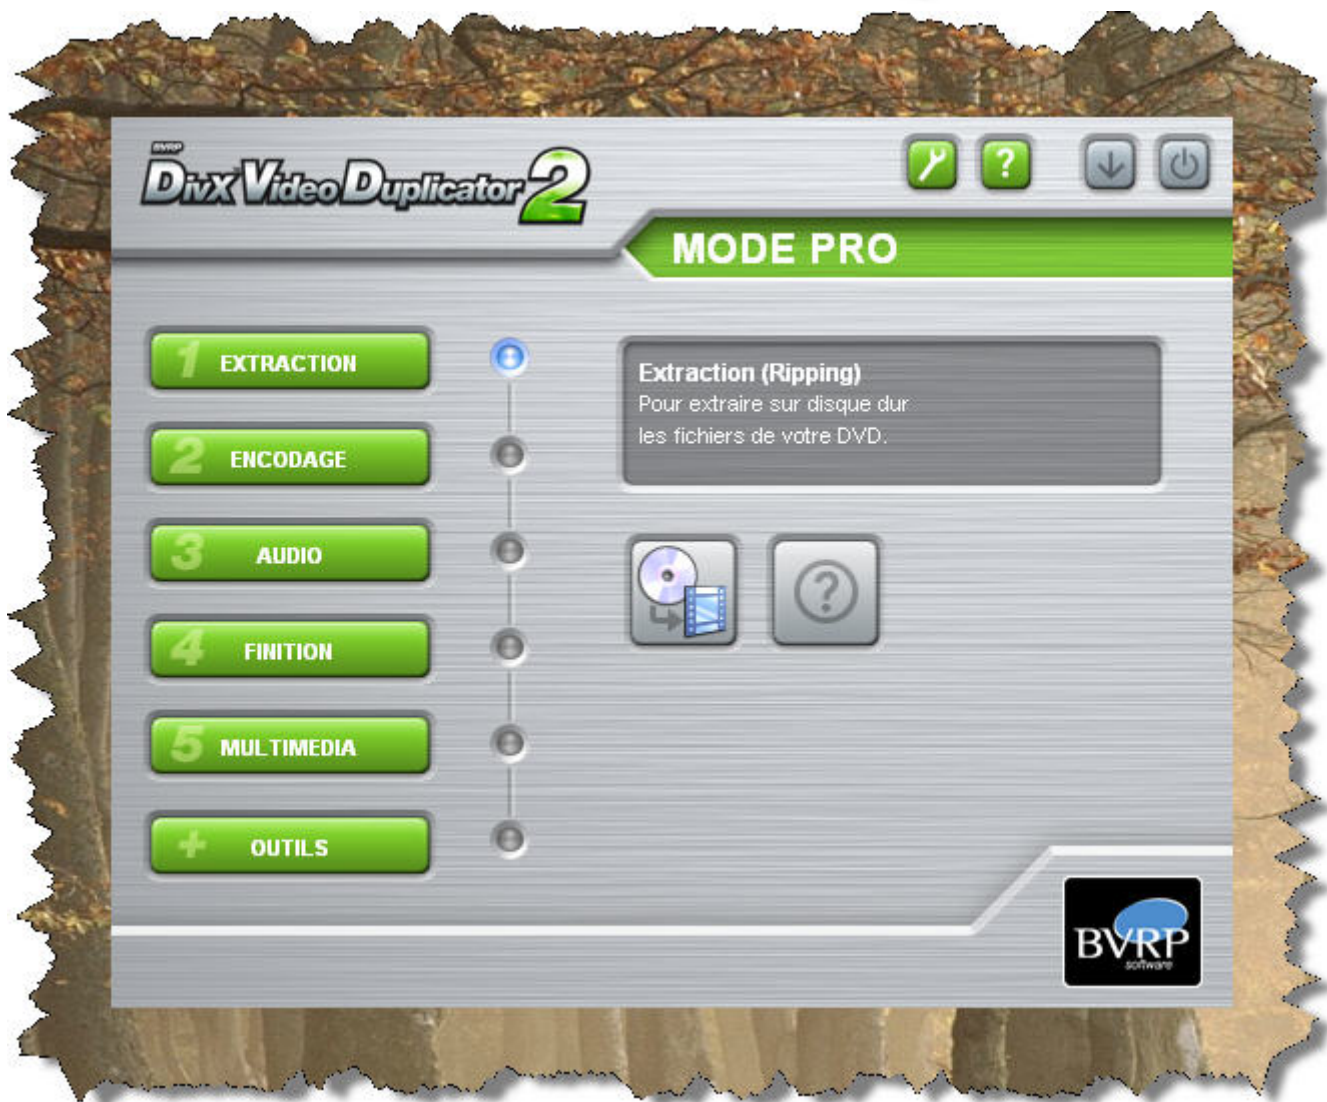 BVRP
DivX Video Duplicator 2
?
MODE PRO
1 EXTRACTION
2 ENCODAGE
3 AUDIO
4 FINITION
5 MULTIMEDIA
+ OUTILS
Extraction (Ripping)
Pour extraire sur disque dur
les fichiers de votre DVD.
?
BVRP
software